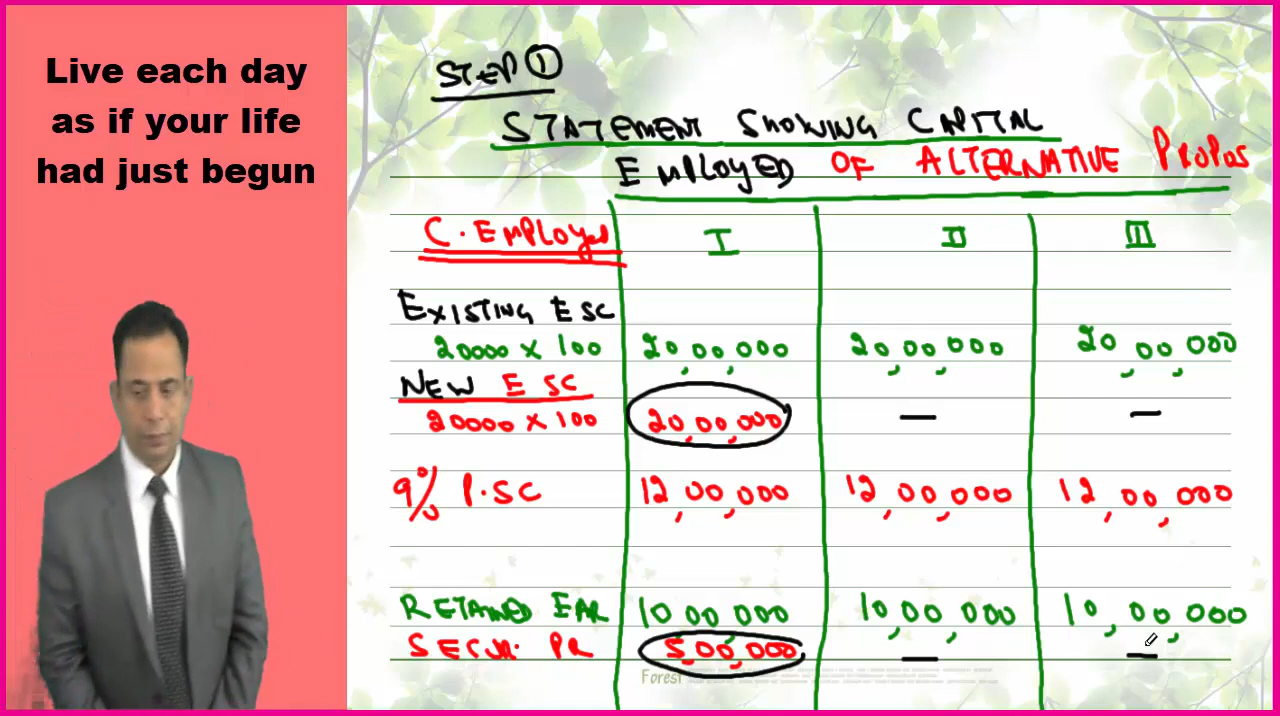 Live each day
as if your life
had just begun
STEP ①
STATEMENT SHOWING CAPITAL
EMPLOYED OF ALTERNATIVE PROPOS
C. EMPLOYED I II III
EXISTING ESC
20000 × 100 20,00,000 20,00,000 20,00,000
NEW ESC
20000 × 100 20,00,000 — —
9% P.SC 12,00,000 12,00,000 12,00,000
RETAINED EAR 10,00,000 10,00,000 10,00,000
SECUR. PR 5,00,000 — —
Forest